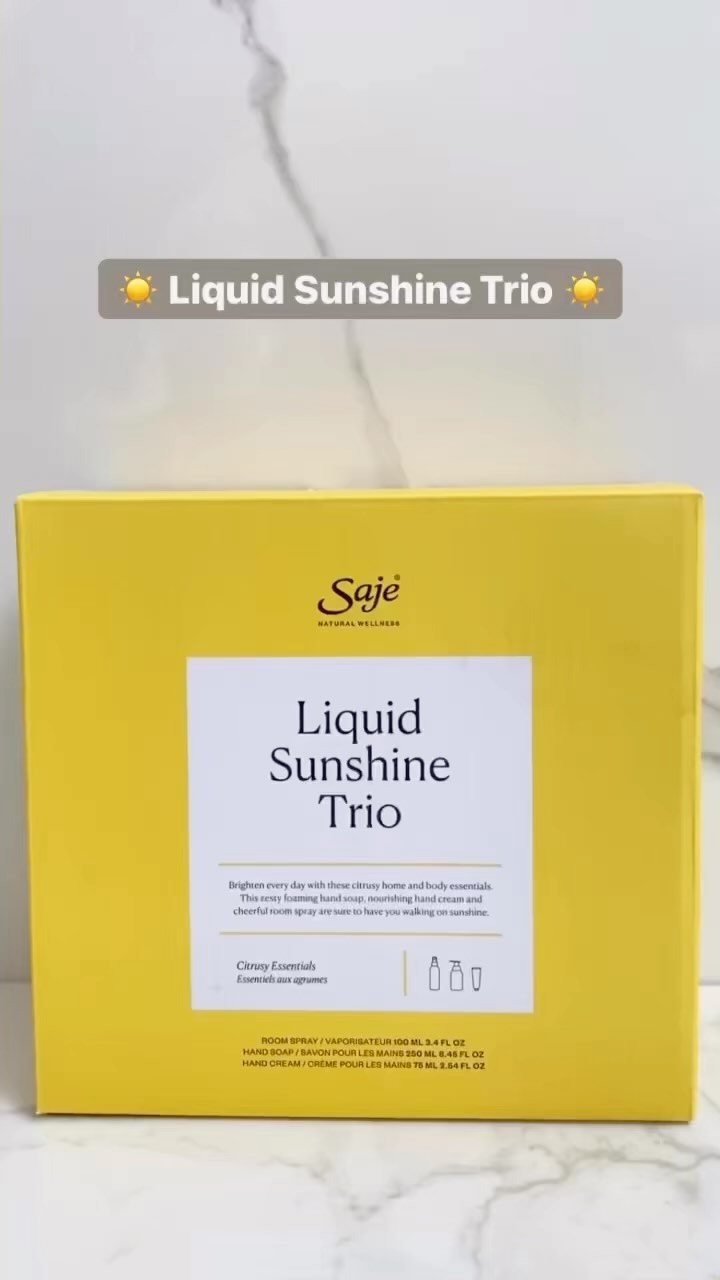 ☀️ Liquid Sunshine Trio ☀️
Saje®
NATURAL WELLNESS
Liquid
Sunshine
Trio
Brighten every day with these citrusy home and body essentials.
This zesty foaming hand soap, nourishing hand cream and
cheerful room spray are sure to have you walking on sunshine.
Citrusy Essentials
Essentiels aux agrumes
ROOM SPRAY / VAPORISATEUR 100 ML 3.4 FL OZ
HAND SOAP / SAVON POUR LES MAINS 250 ML 8.45 FL OZ
HAND CREAM / CRÈME POUR LES MAINS 75 ML 2.54 FL OZ